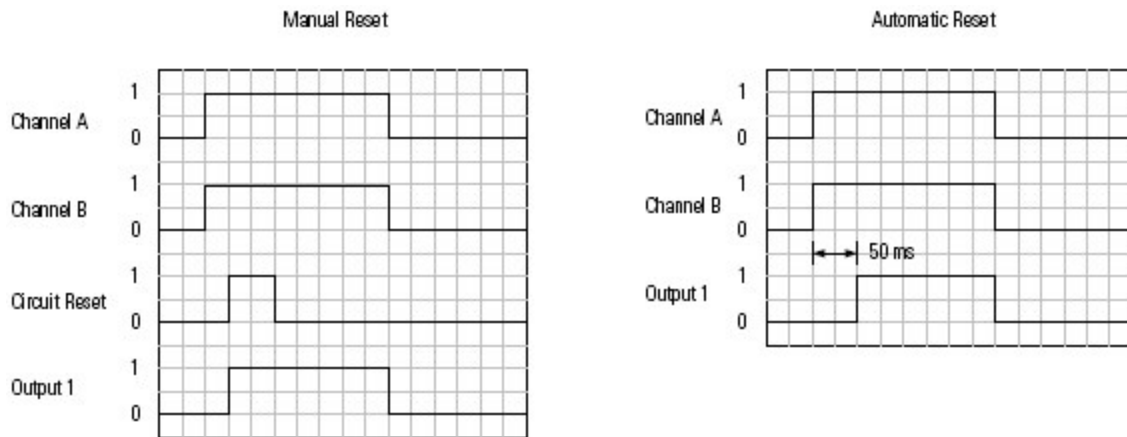 Manual Reset
Channel A
1
0
Channel B
1
0
Circuit Reset
1
0
Output 1
1
0
Automatic Reset
Channel A
1
0
Channel B
1
0
50 ms
Output 1
1
0